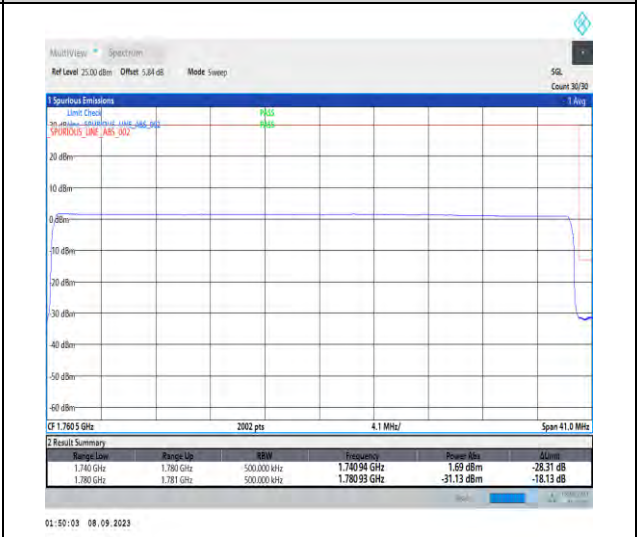 MultiView Spectrum
Ref Level 25.00 dBm Offset 5.84 dB Mode Sweep SGL
Count 30/30
1 Spurious Emissions 1 Avg
Limit Check PASS
30 dBm SPURIOUS_LINE_ABS_002 PASS
SPURIOUS_LINE_ABS_002
20 dBm
10 dBm
0 dBm
-10 dBm
-20 dBm
-30 dBm
-40 dBm
-50 dBm
-60 dBm
CF 1.7605 GHz 2002 pts 4.1 MHz/ Span 41.0 MHz
2 Result Summary
Range Low Range Up RBW Frequency Power Abs ΔLimit
1.740 GHz 1.780 GHz 500.000 kHz 1.74094 GHz 1.69 dBm -28.31 dB
1.780 GHz 1.781 GHz 500.000 kHz 1.78093 GHz -31.13 dBm -18.13 dB
01:50:03 08.09.2023